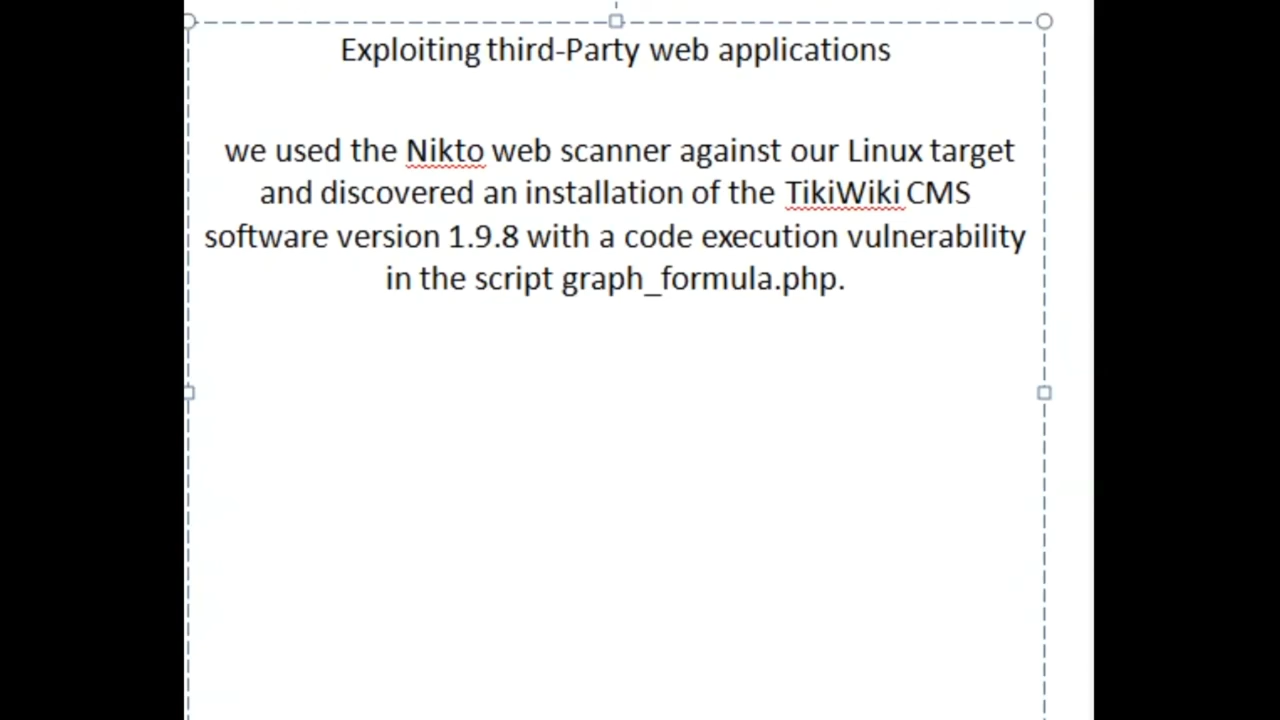 Exploiting third-Party web applications
we used the Nikto web scanner against our Linux target
and discovered an installation of the TikiWiki CMS
software version 1.9.8 with a code execution vulnerability
in the script graph_formula.php.